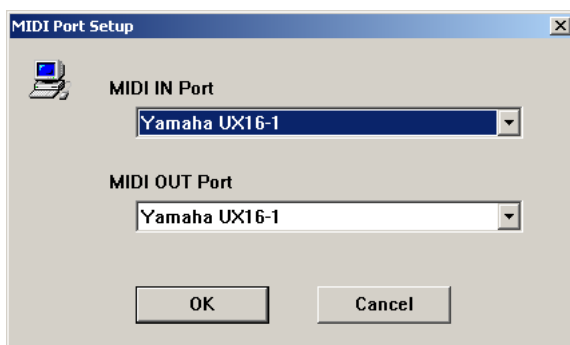 MIDI Port Setup
MIDI IN Port
Yamaha UX16-1
MIDI OUT Port
Yamaha UX16-1
OK Cancel